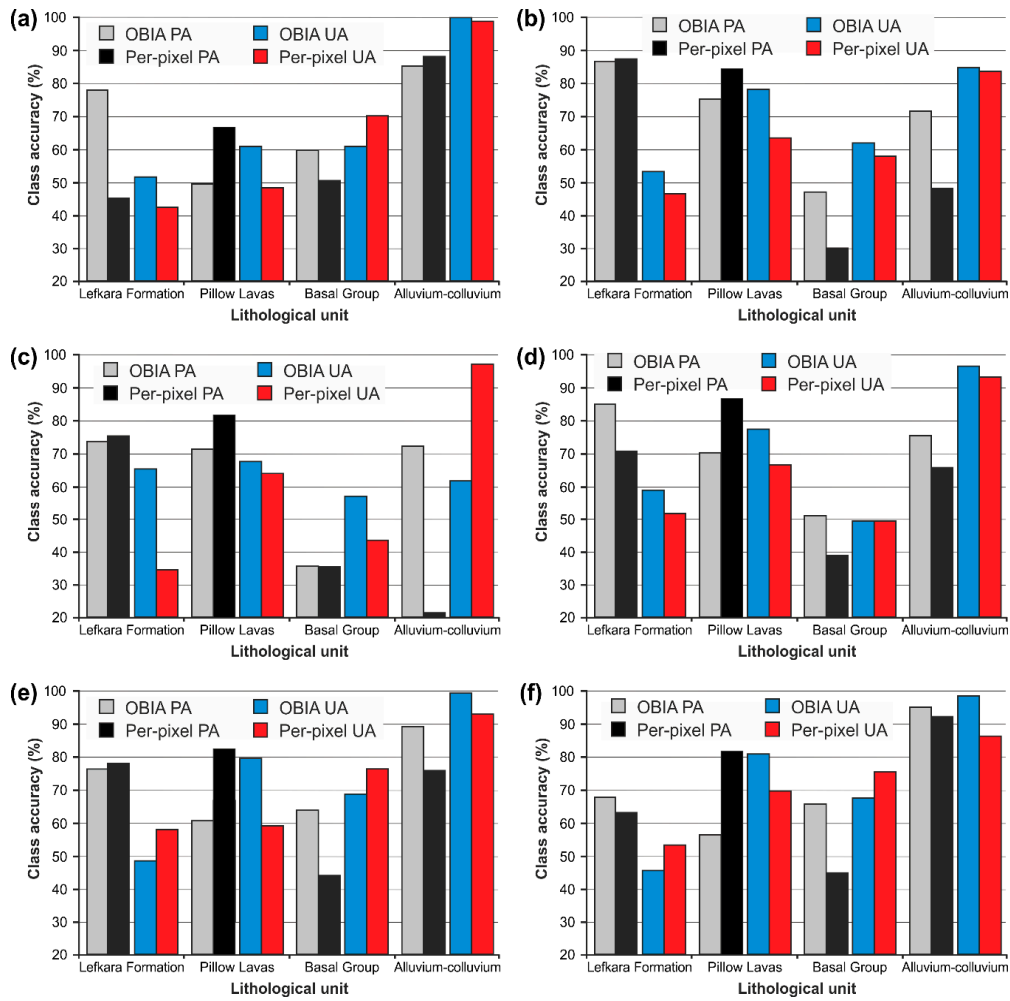 (a)
OBIA PA OBIA UA
Per-pixel PA Per-pixel UA
Class accuracy (%)
100
90
80
70
60
50
40
30
20
Lefkara Formation Pillow Lavas Basal Group Alluvium-colluvium
Lithological unit
(b)
OBIA PA OBIA UA
Per-pixel PA Per-pixel UA
Class accuracy (%)
100
90
80
70
60
50
40
30
20
Lefkara Formation Pillow Lavas Basal Group Alluvium-colluvium
Lithological unit
(c)
OBIA PA OBIA UA
Per-pixel PA Per-pixel UA
Class accuracy (%)
100
90
80
70
60
50
40
30
20
Lefkara Formation Pillow Lavas Basal Group Alluvium-colluvium
Lithological unit
(d)
OBIA PA OBIA UA
Per-pixel PA Per-pixel UA
Class accuracy (%)
100
90
80
70
60
50
40
30
20
Lefkara Formation Pillow Lavas Basal Group Alluvium-colluvium
Lithological unit
(e)
OBIA PA OBIA UA
Per-pixel PA Per-pixel UA
Class accuracy (%)
100
90
80
70
60
50
40
30
20
Lefkara Formation Pillow Lavas Basal Group Alluvium-colluvium
Lithological unit
(f)
OBIA PA OBIA UA
Per-pixel PA Per-pixel UA
Class accuracy (%)
100
90
80
70
60
50
40
30
20
Lefkara Formation Pillow Lavas Basal Group Alluvium-colluvium
Lithological unit